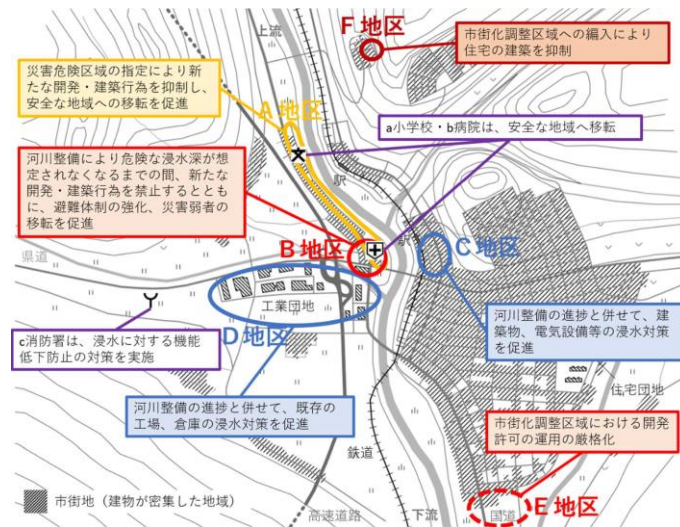 上流
F地区
市街化調整区域への編入により
住宅の建築を抑制
災害危険区域の指定により新
たな開発・建築行為を抑制し、
安全な地域への移転を促進
A地区
a小学校・b病院は、安全な地域へ移転
河川整備により危険な浸水深が
想定されなくなるまでの間、新たな
開発・建築行為を禁止するととも
に、避難体制の強化、災害弱者の
移転を促進
駅
駅
B地区
C地区
県道
工業団地
D地区
c消防署は、浸水に対する機能
低下防止の対策を実施
河川整備の進捗と併せて、建
築物、電気設備等の浸水対策
を促進
住宅団地
河川整備の進捗と併せて、既存の
工場、倉庫の浸水対策を促進
市街化調整区域における開発
許可の運用の厳格化
鉄道
市街地（建物が密集した地域）
高速道路
下流
国道
E地区